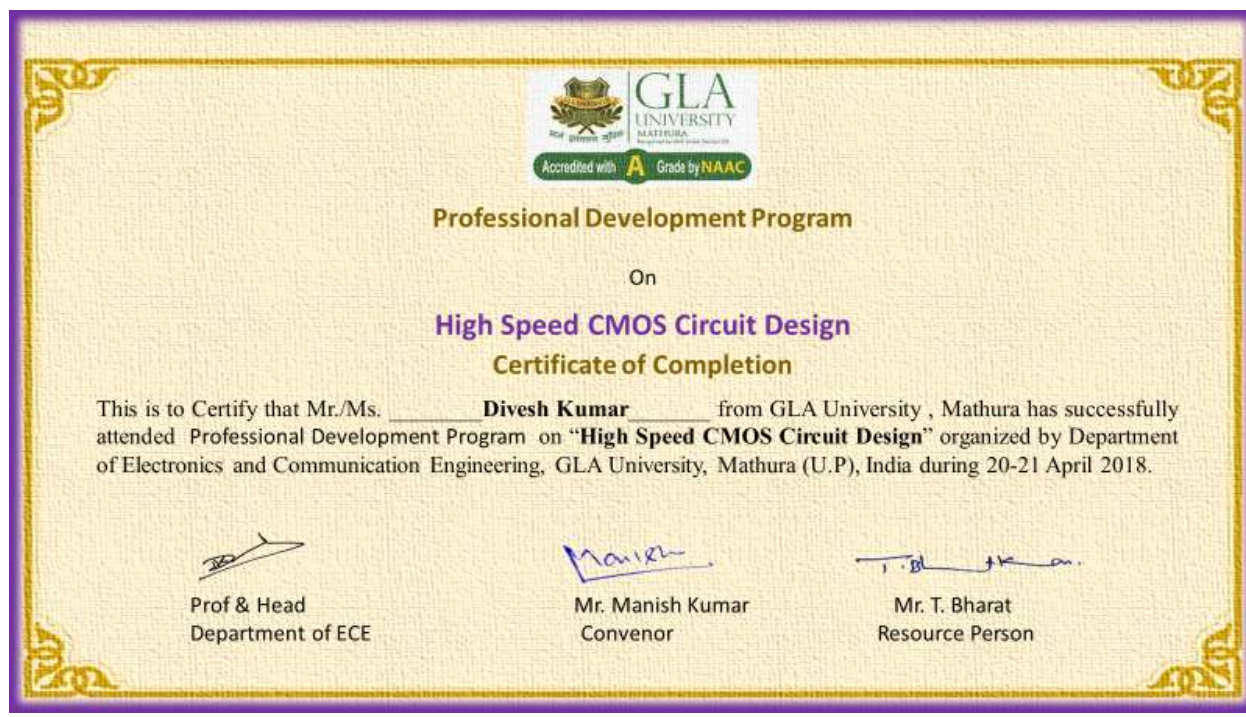 GLA
UNIVERSITY
MATHURA
Accredited with A Grade by NAAC
Professional Development Program
On
High Speed CMOS Circuit Design
Certificate of Completion
This is to Certify that Mr./Ms. ________Divesh Kumar_______ from GLA University , Mathura has successfully
attended Professional Development Program on “High Speed CMOS Circuit Design” organized by Department
of Electronics and Communication Engineering, GLA University, Mathura (U.P), India during 20-21 April 2018.
Manish
Prof & Head
Mr. Manish Kumar
Mr. T. Bharat
Department of ECE
Convenor
Resource Person